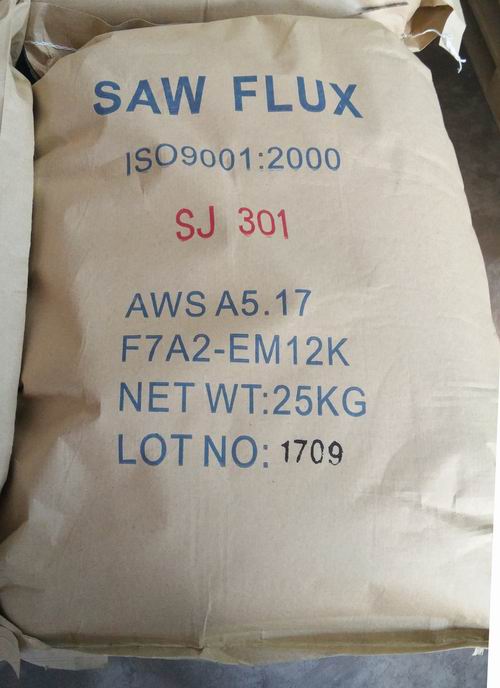 SAW FLUX
ISO9001:2000
SJ 301
AWS A5.17
F7A2-EM12K
NET WT:25KG
LOT NO: 1709